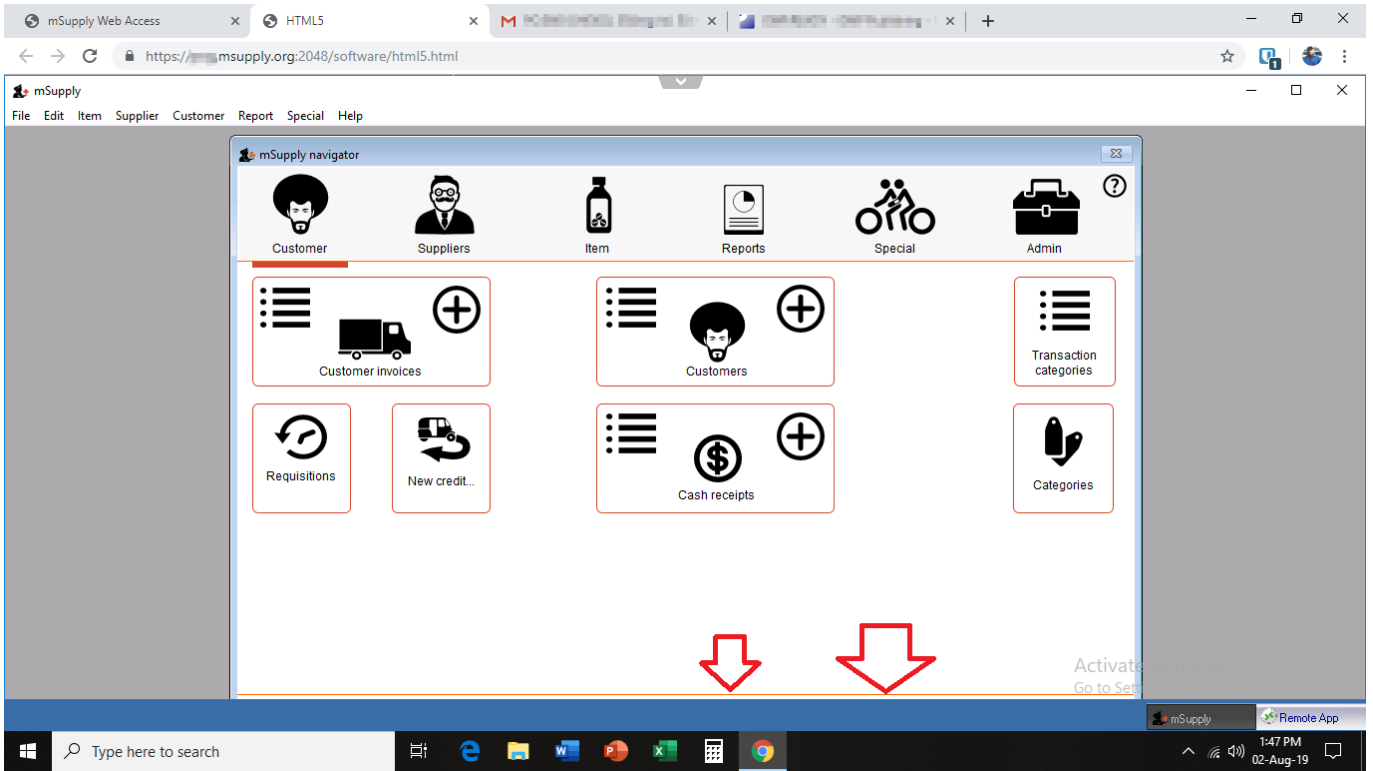 mSupply Web Access
HTML5
https://
msupply.org:2048/software/html5.html
1
mSupply
File Edit Item Supplier Customer Report Special Help
mSupply navigator
?
Customer Suppliers Item Reports Special Admin
Customer invoices
Customers
Transaction
categories
Requisitions
New credit...
$
Cash receipts
Categories
Activate
Go to Set
mSupply
Remote App
Type here to search
1:47 PM
02-Aug-19